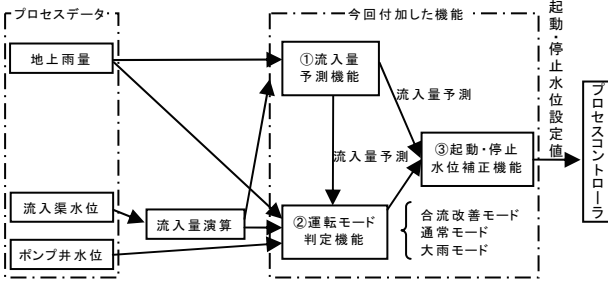 プロセスデータ
今回付加した機能
起動・停止水位設定値
地上雨量
①流入量
予測機能
流入量予測
プロセスコントローラ
流入量予測
③起動・停止
水位補正機能
流入渠水位
流入量演算
②運転モード
判定機能
合流改善モード
通常モード
大雨モード
ポンプ井水位